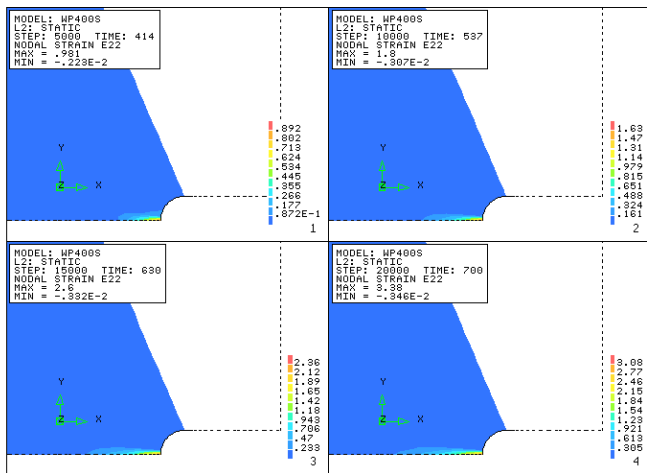 MODEL: WP400S
L2: STATIC
STEP: 5000 TIME: 414
NODAL STRAIN E22
MAX = .981
MIN = -.223E-2
.892
.802
.713
.624
.534
.445
.355
.266
.177
.872E-1
Y
Z X
1
MODEL: WP400S
L2: STATIC
STEP: 10000 TIME: 537
NODAL STRAIN E22
MAX = 1.8
MIN = -.307E-2
1.63
1.47
1.31
1.14
.979
.815
.651
.488
.324
.161
Y
Z X
2
MODEL: WP400S
L2: STATIC
STEP: 15000 TIME: 630
NODAL STRAIN E22
MAX = 2.6
MIN = -.332E-2
2.36
2.12
1.89
1.65
1.42
1.18
.943
.706
.47
.233
Y
Z X
3
MODEL: WP400S
L2: STATIC
STEP: 20000 TIME: 700
NODAL STRAIN E22
MAX = 3.38
MIN = -.346E-2
3.08
2.77
2.46
2.15
1.84
1.54
1.23
.921
.613
.305
Y
Z X
4